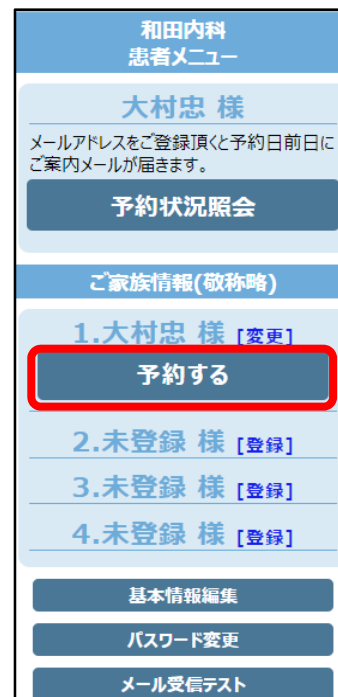 和田内科
患者メニュー
大村忠 様
メールアドレスをご登録頂くと予約日前日に
ご案内メールが届きます。
予約状況照会
ご家族情報(敬称略)
1.大村忠 様 [変更]
予約する
2.未登録 様 [登録]
3.未登録 様 [登録]
4.未登録 様 [登録]
基本情報編集
パスワード変更
メール受信テスト